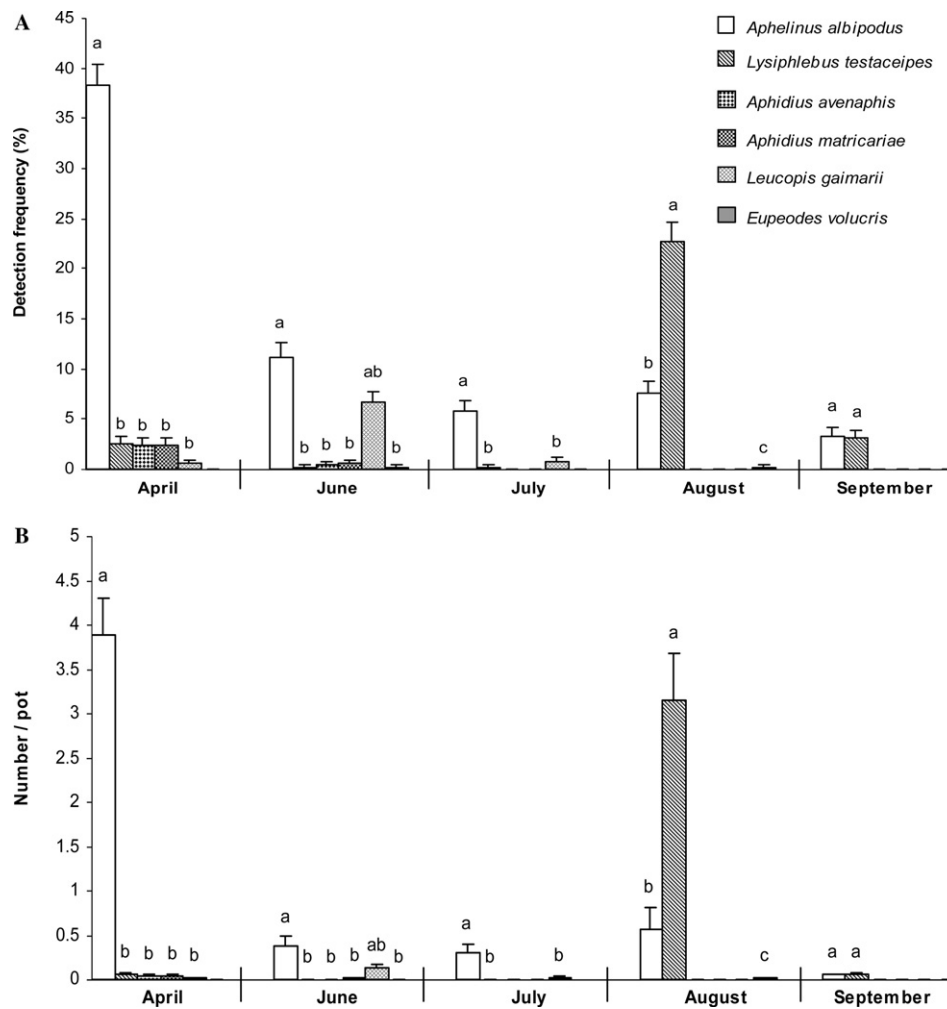 A
45
40
35
30
25
20
15
10
5
0
Detection frequency (%)
Aphelinus albipodus
Lysiphlebus testaceipes
Aphidius avenaphis
Aphidius matricariae
Leucopis gaimarii
Eupeodes volucris
a b b b b
a b b b ab b
a b b
b a c
a a
April June July August September
B
5
4.5
4
3.5
3
2.5
2
1.5
1
0.5
0
Number / pot
a b b b b
a b b b ab b
a b b
b a c
a a
April June July August September